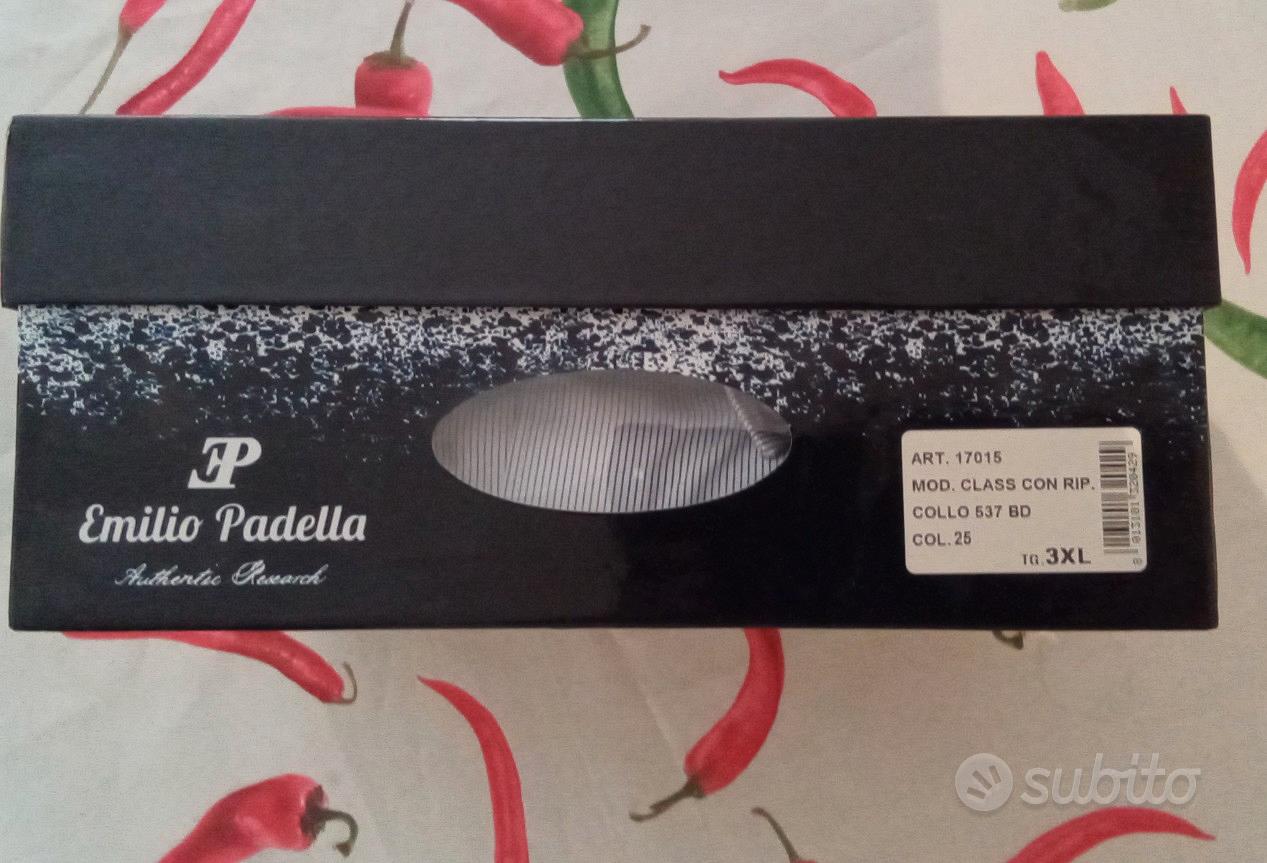 EP
Emilio Padella
Authentic Research
ART. 17015
MOD. CLASS CON RIP.
COLLO 537 BD
COL. 25
TG. 3XL
subito